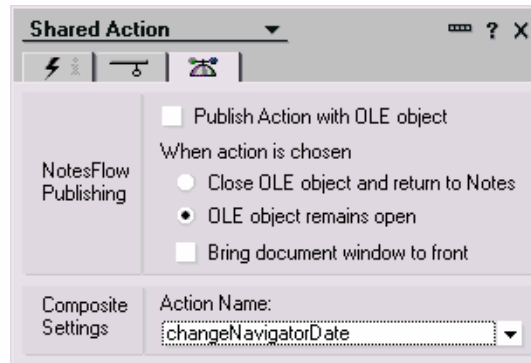 Shared Action
? X
Publish Action with OLE object
When action is chosen
NotesFlow
Publishing
Close OLE object and return to Notes
OLE object remains open
Bring document window to front
Composite
Settings
Action Name:
changeNavigatorDate